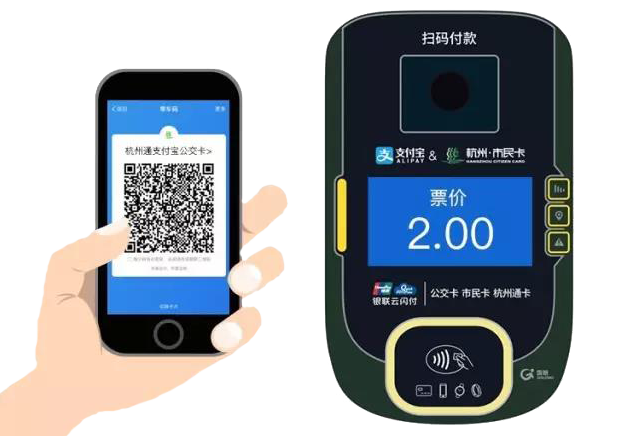 乘车码
杭州通支付宝公交卡>
扫码付款
支付宝
ALIPAY
&
杭州·市民卡
HANGZHOU CITIZEN CARD
票价
2.00
银联云闪付
公交卡 市民卡 杭州通卡